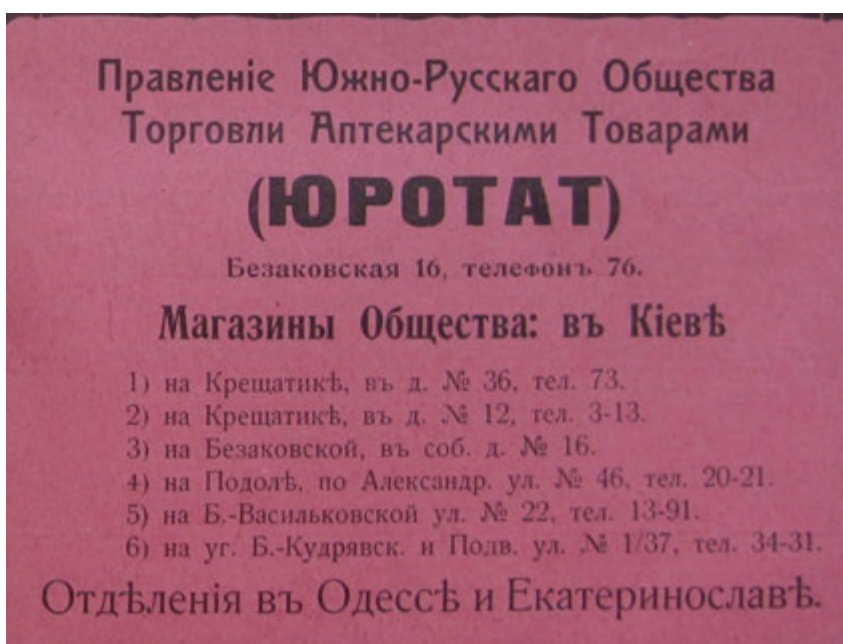 Правленіе Южно-Русскаго Общества
Торговли Аптекарскими Товарами
(ЮРОТАТ)
Безаковская 16, телефонъ 76.
Магазины Общества: въ Кіевѣ
1) на Крещатикѣ, въ д. № 36, тел. 73.
2) на Крещатикѣ, въ д. № 12, тел. 3-13.
3) на Безаковской, въ соб. д. № 16.
4) на Подолѣ, по Александр. ул. № 46, тел. 20-21.
5) на Б.-Васильковской ул. № 22, тел. 13-91.
6) на уг. Б.-Кудрявск. и Подв. ул. № 1/37, тел. 34-31.
Отдѣленія въ Одессѣ и Екатеринославѣ.